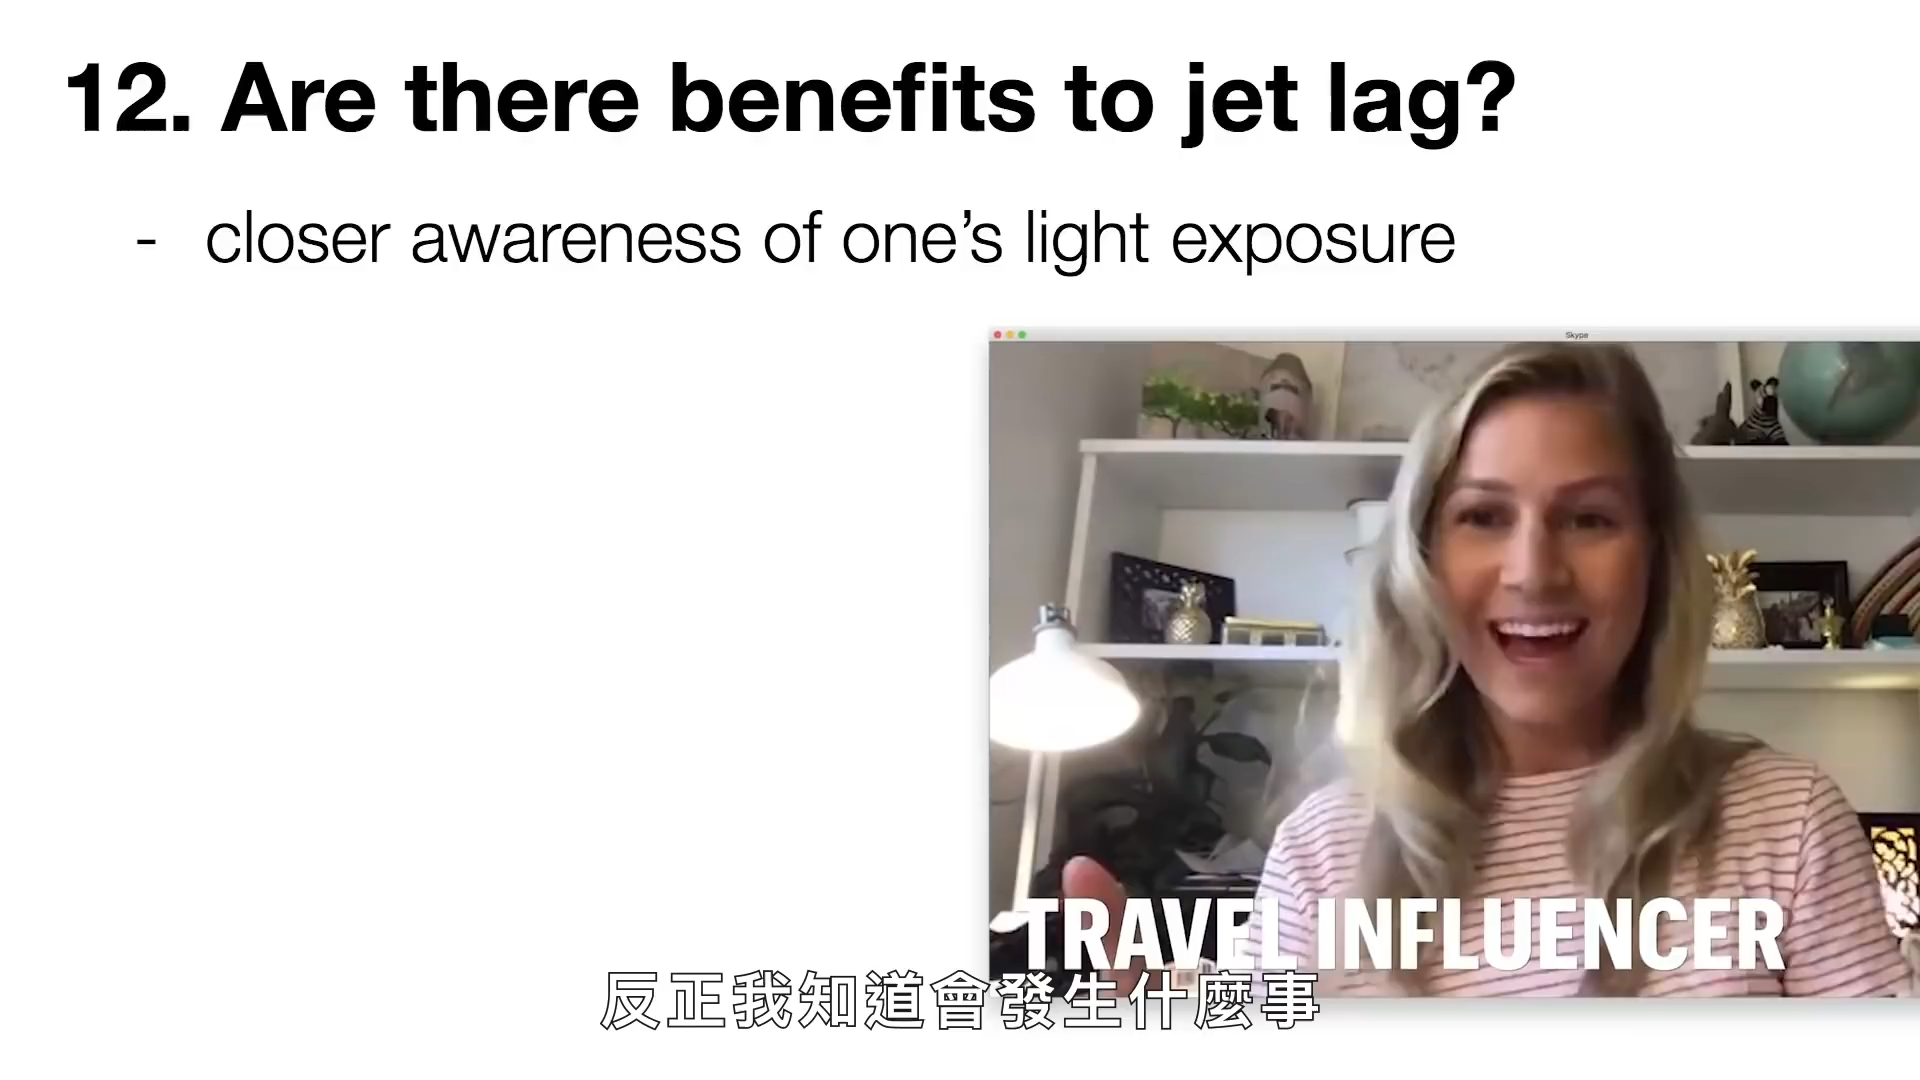 12. Are there benefits to jet lag?
- closer awareness of one's light exposure
Skype
TRAVEL INFLUENCER
反正我知道會發生什麼事